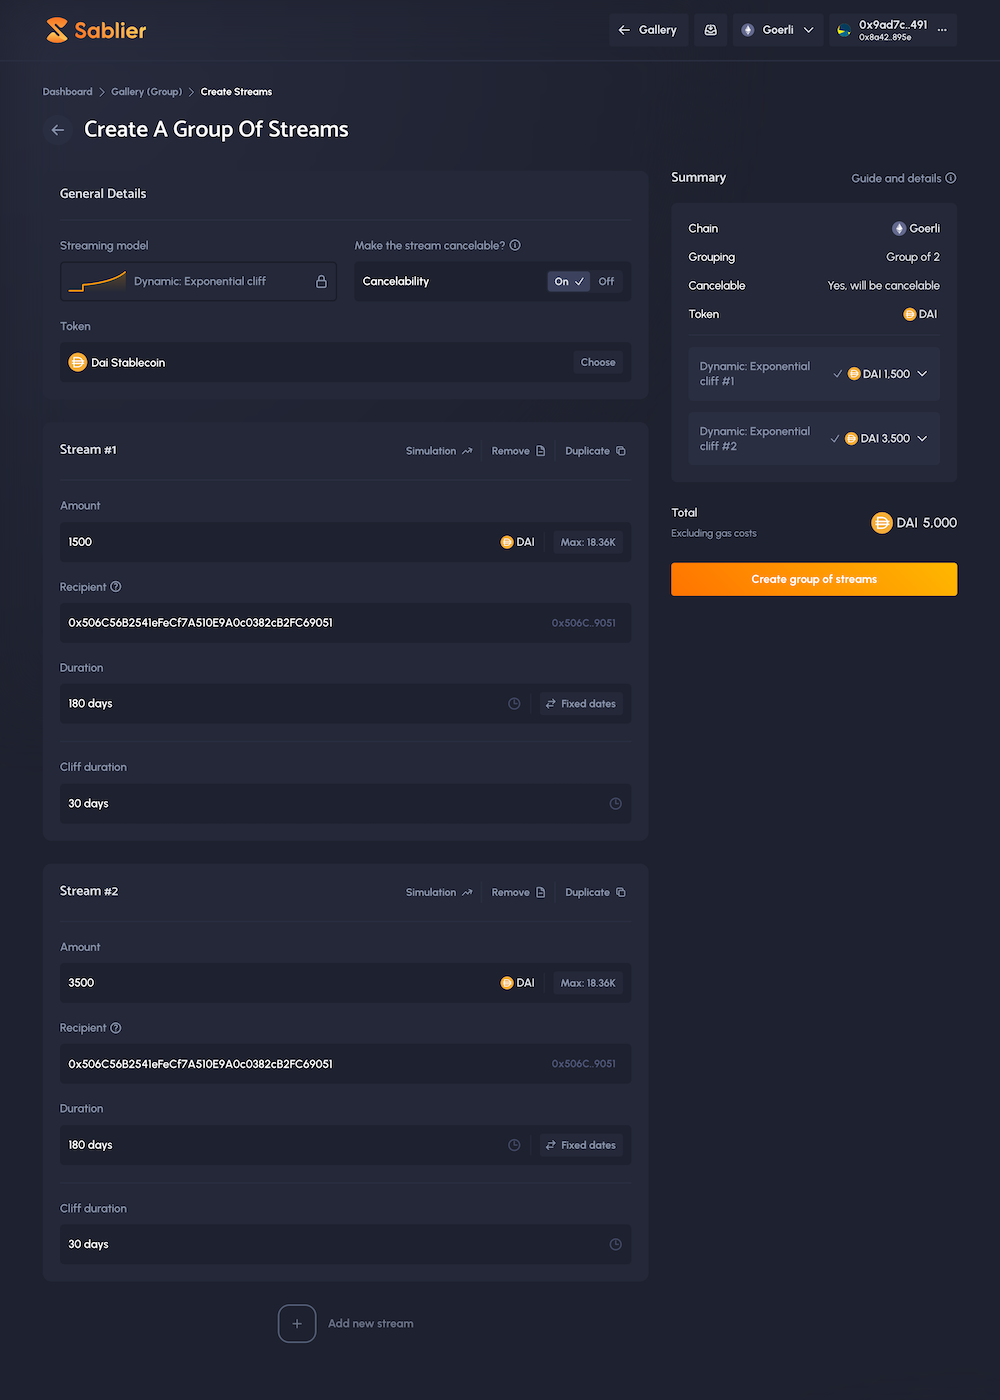 Sablier
Gallery
Goerli
0x9ad7c..491
0x8a42..895e
Dashboard > Gallery (Group) > Create Streams
Create A Group Of Streams
General Details
Streaming model
Dynamic: Exponential cliff
Make the stream cancelable?
Cancelability
On
Off
Token
Dai Stablecoin
Choose
Stream #1
Simulation
Remove
Duplicate
Amount
1500
DAI
Max: 18.36K
Recipient
0x506C56B2541eFeCf7A510E9A0c0382cB2FC69051
0x506C..9051
Duration
180 days
Fixed dates
Cliff duration
30 days
Stream #2
Simulation
Remove
Duplicate
Amount
3500
DAI
Max: 18.36K
Recipient
0x506C56B2541eFeCf7A510E9A0c0382cB2FC69051
0x506C..9051
Duration
180 days
Fixed dates
Cliff duration
30 days
Add new stream
Summary
Guide and details
Chain
Goerli
Grouping
Group of 2
Cancelable
Yes, will be cancelable
Token
DAI
Dynamic: Exponential
cliff #1
DAI 1,500
Dynamic: Exponential
cliff #2
DAI 3,500
Total
Excluding gas costs
DAI 5,000
Create group of streams